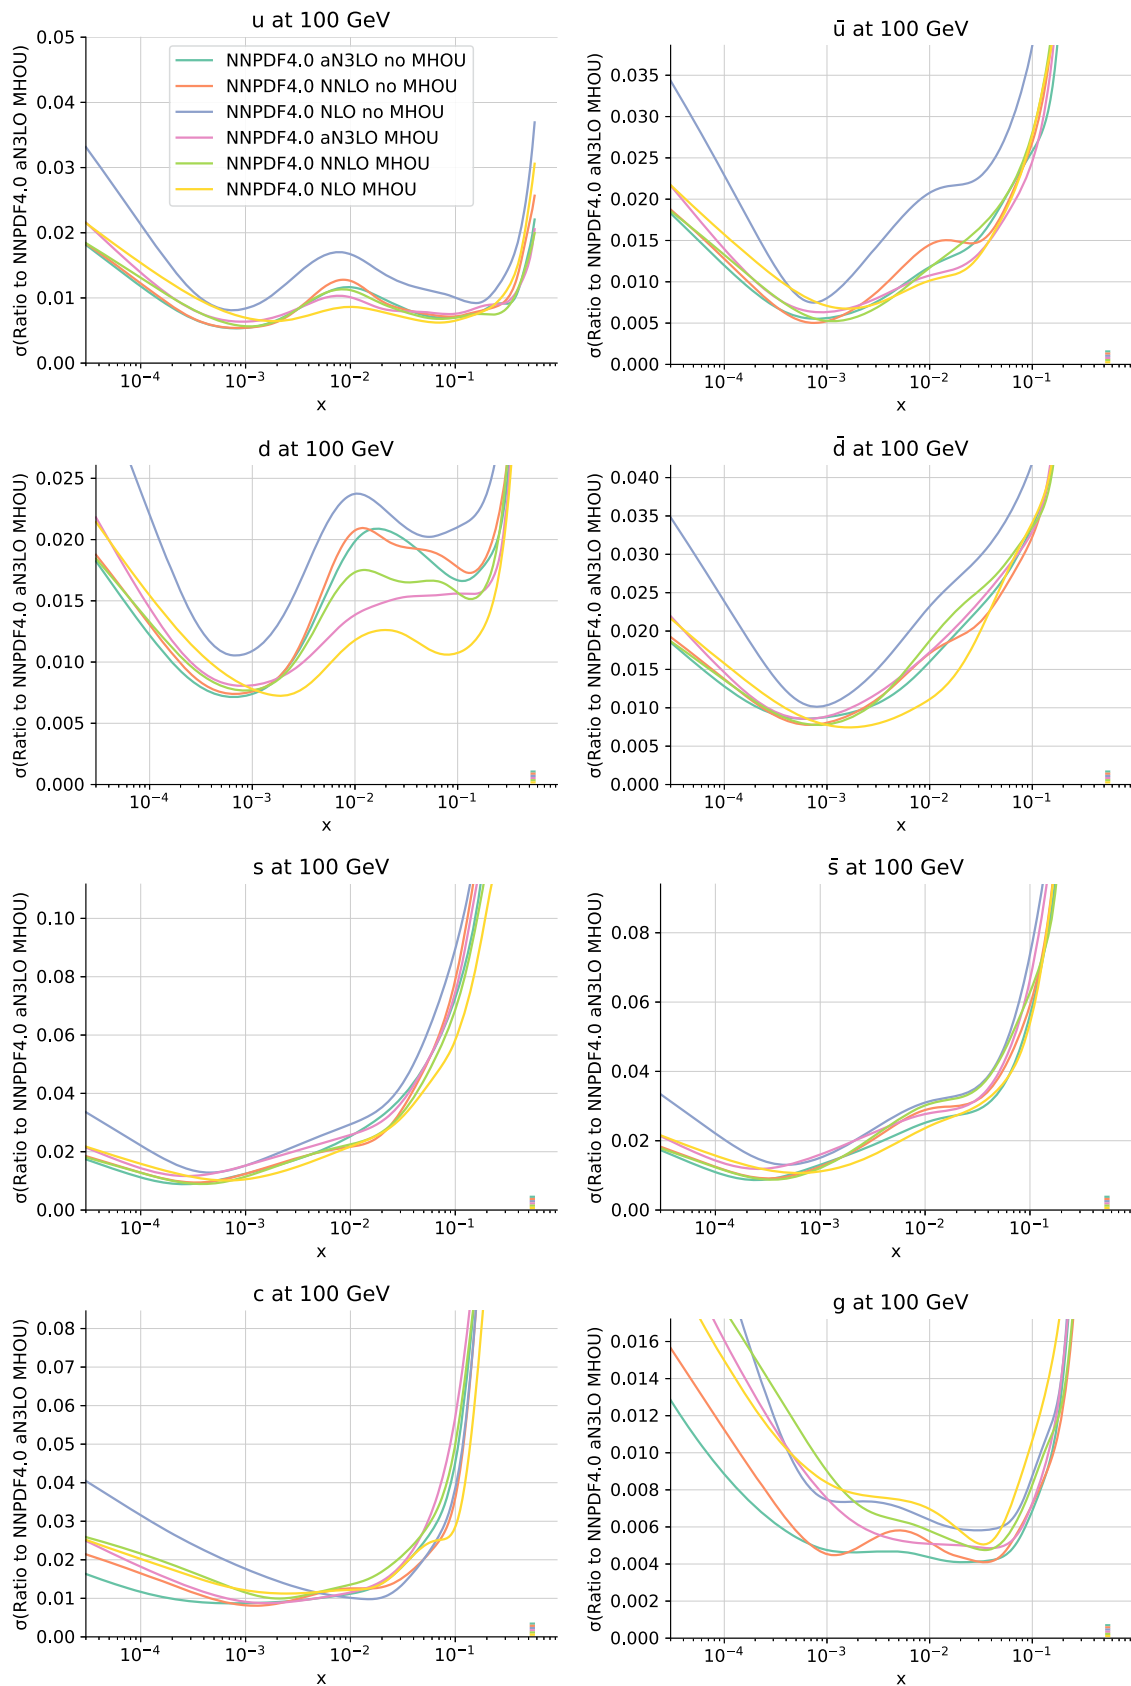 u at 100 GeV
σ(Ratio to NNPDF4.0 aN3LO MHOU)
0.05
0.04
0.03
0.02
0.01
0.00
NNPDF4.0 aN3LO no MHOU
NNPDF4.0 NNLO no MHOU
NNPDF4.0 NLO no MHOU
NNPDF4.0 aN3LO MHOU
NNPDF4.0 NNLO MHOU
NNPDF4.0 NLO MHOU
10⁻⁴ 10⁻³ 10⁻² 10⁻¹
x
ū at 100 GeV
σ(Ratio to NNPDF4.0 aN3LO MHOU)
0.035
0.030
0.025
0.020
0.015
0.010
0.005
0.000
10⁻⁴ 10⁻³ 10⁻² 10⁻¹
x
d at 100 GeV
σ(Ratio to NNPDF4.0 aN3LO MHOU)
0.025
0.020
0.015
0.010
0.005
0.000
10⁻⁴ 10⁻³ 10⁻² 10⁻¹
x
d̄ at 100 GeV
σ(Ratio to NNPDF4.0 aN3LO MHOU)
0.040
0.035
0.030
0.025
0.020
0.015
0.010
0.005
0.000
10⁻⁴ 10⁻³ 10⁻² 10⁻¹
x
s at 100 GeV
σ(Ratio to NNPDF4.0 aN3LO MHOU)
0.10
0.08
0.06
0.04
0.02
0.00
10⁻⁴ 10⁻³ 10⁻² 10⁻¹
x
s̄ at 100 GeV
σ(Ratio to NNPDF4.0 aN3LO MHOU)
0.08
0.06
0.04
0.02
0.00
10⁻⁴ 10⁻³ 10⁻² 10⁻¹
x
c at 100 GeV
σ(Ratio to NNPDF4.0 aN3LO MHOU)
0.08
0.07
0.06
0.05
0.04
0.03
0.02
0.01
0.00
10⁻⁴ 10⁻³ 10⁻² 10⁻¹
x
g at 100 GeV
σ(Ratio to NNPDF4.0 aN3LO MHOU)
0.016
0.014
0.012
0.010
0.008
0.006
0.004
0.002
0.000
10⁻⁴ 10⁻³ 10⁻² 10⁻¹
x